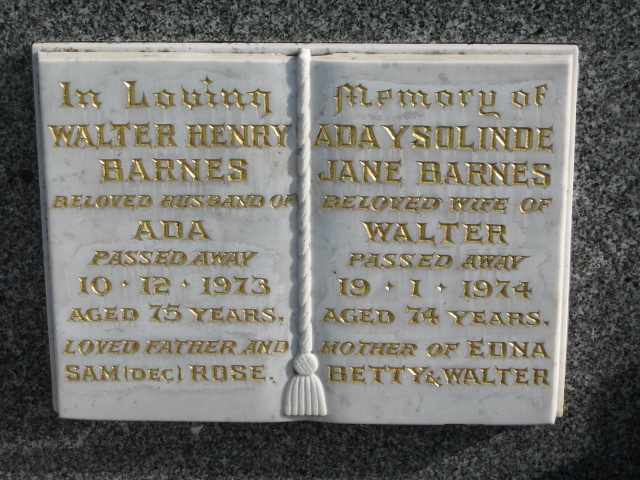 In Loving Memory of
WALTER HENRY
BARNES
BELOVED HUSBAND OF
ADA
PASSED AWAY
10 · 12 · 1973
AGED 75 YEARS.
ADA YSOLINDE
JANE BARNES
BELOVED WIFE OF
WALTER
PASSED AWAY
19 · 1 · 1974
AGED 74 YEARS.
LOVED FATHER AND MOTHER OF EDNA
SAM (DEC) ROSE. BETTY & WALTER